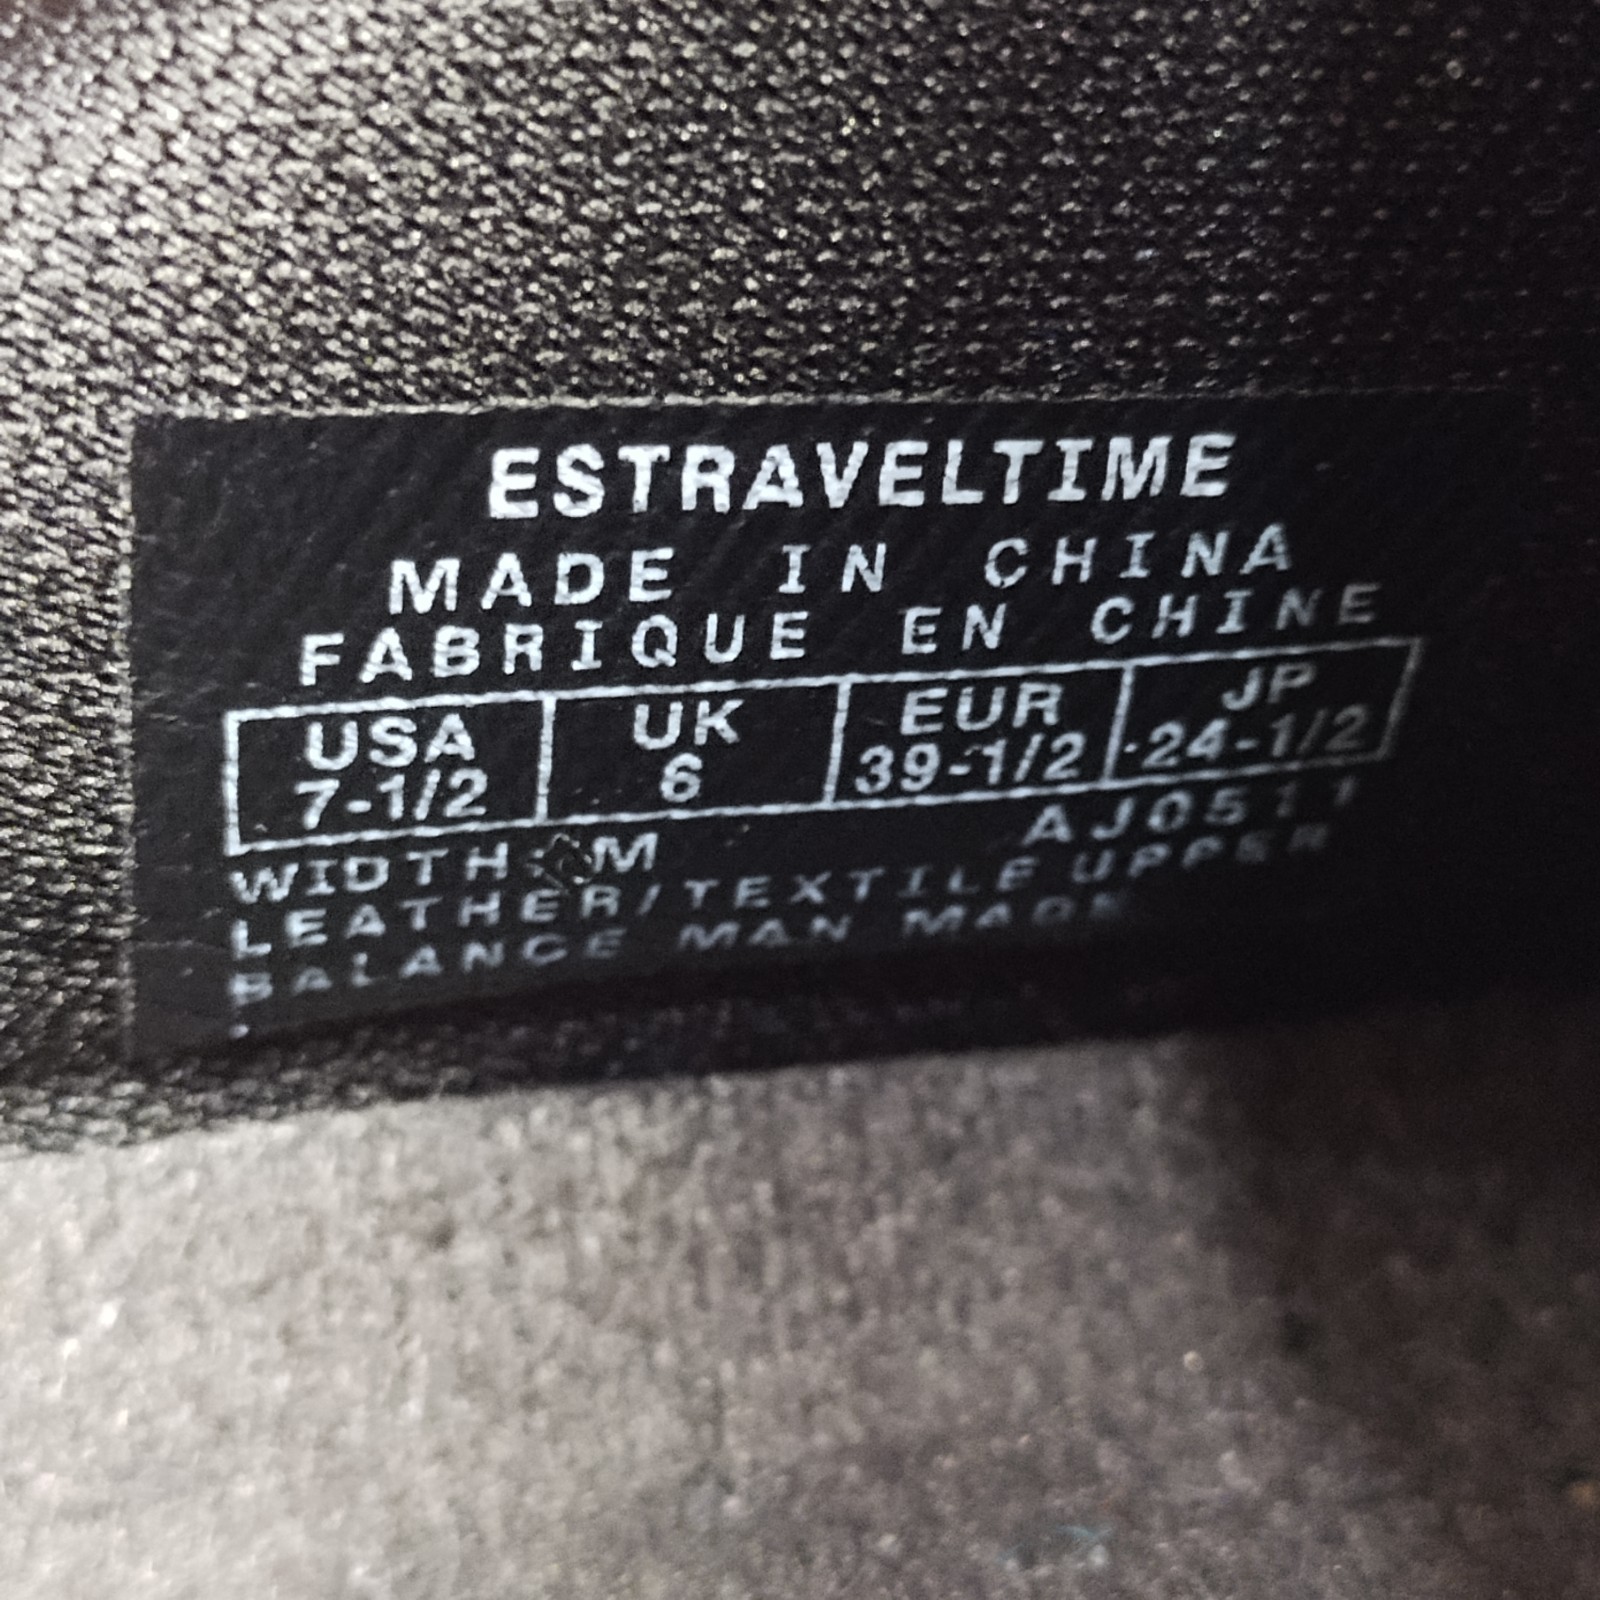 ESTRAVELTIME
MADE IN CHINA
FABRIQUE EN CHINE
USA UK EUR JP
7-1/2 6 39-1/2 24-1/2
WIDTH: M AJ0511
LEATHER/TEXTILE UPPER
BALANCE MAN MADE